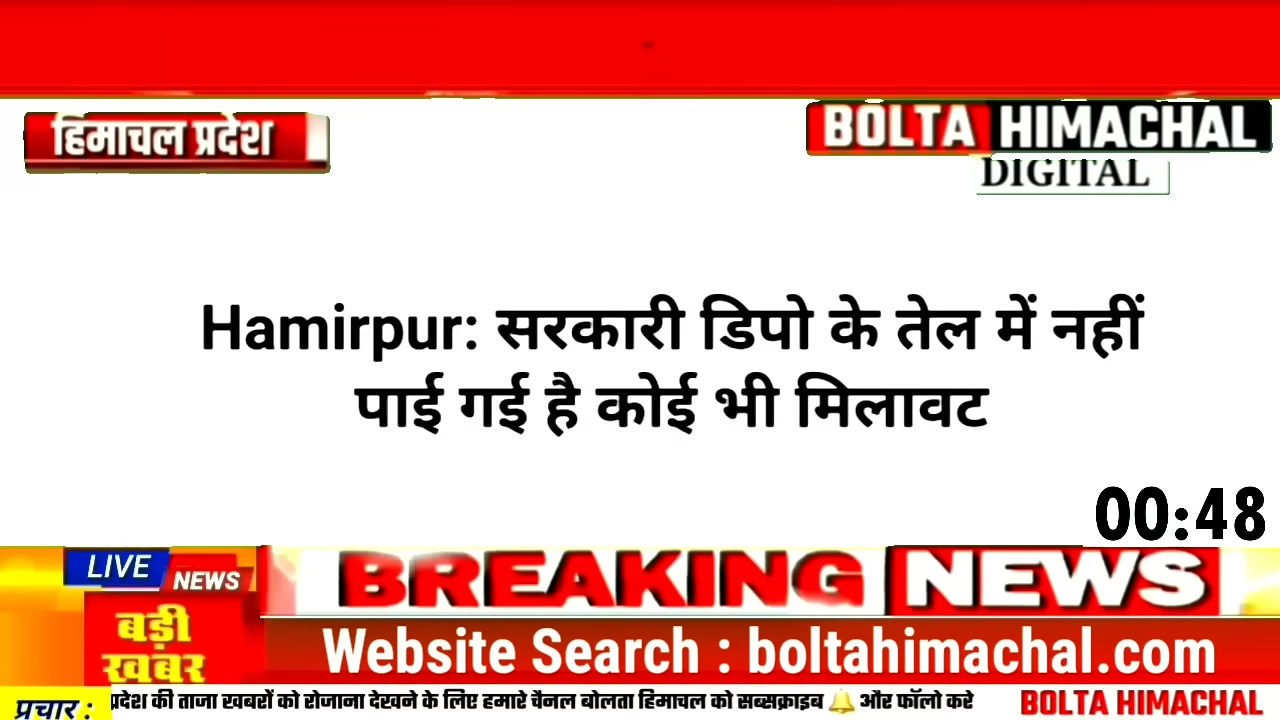 हिमाचल प्रदेश
BOLTA HIMACHAL
DIGITAL
Hamirpur: सरकारी डिपो के तेल में नहीं
पाई गई है कोई भी मिलावट
00:48
LIVE NEWS
BREAKING NEWS
बड़ी
खबर
Website Search : boltahimachal.com
प्रचार : प्रदेश की ताजा खबरों को रोजाना देखने के लिए हमारे चैनल बोलता हिमाचल को सब्सक्राइब 🔔 और फॉलो करे
BOLTA HIMACHAL